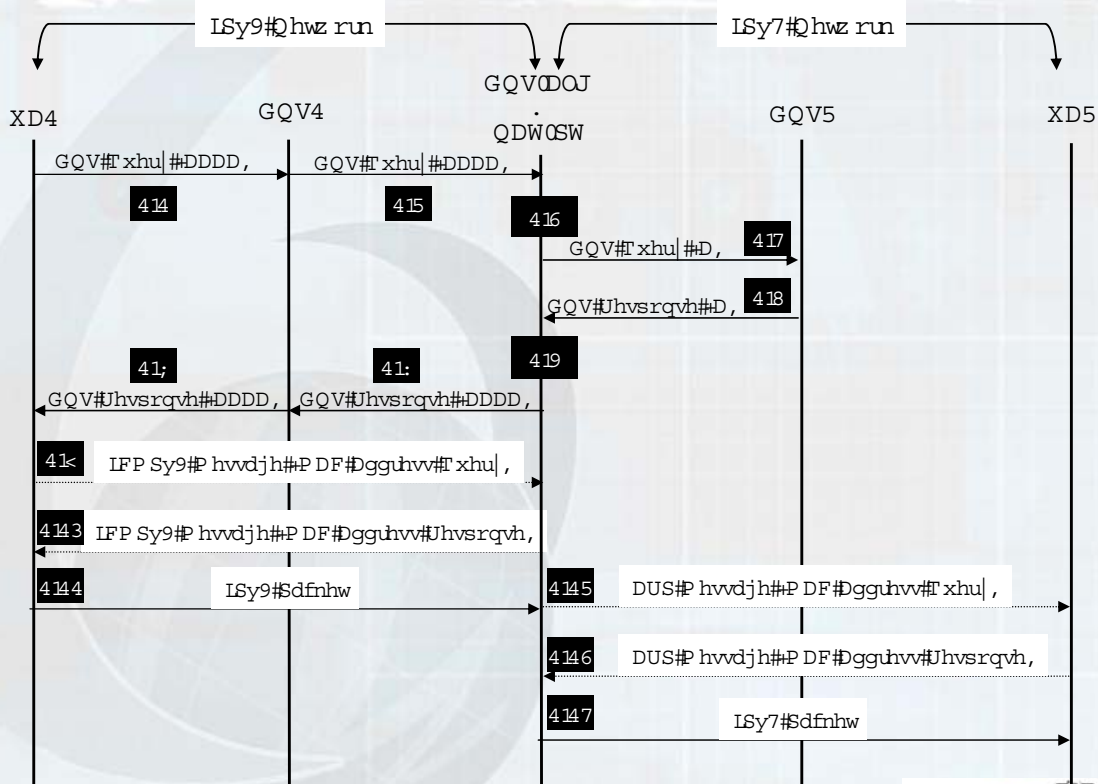 LSy9#Qhwzrun
LSy7#Qhwzrun
XD4
GQV4
GQV0DOJ
.
QDW0SW
GQV5
XD5
GQV#Txhu|#+DDDD,
GQV#Txhu|#+DDDD,
414
415
416
GQV#Txhu|#+D,
417
GQV#Uhvsrqvh#+D,
418
419
41;
41:
GQV#Uhvsrqvh#+DDDD,
GQV#Uhvsrqvh#+DDDD,
41<
IFPSy9#Phvvdjh#+PDF#Dgguhvv#Txhu|,
4143
IFPSy9#Phvvdjh#+PDF#Dgguhvv#Uhvsrqvh,
4144
LSy9#Sdfnhw
4145
DUS#Phvvdjh#+PDF#Dgguhvv#Txhu|,
4146
DUS#Phvvdjh#+PDF#Dgguhvv#Uhvsrqvh,
4147
LSy7#Sdfnhw